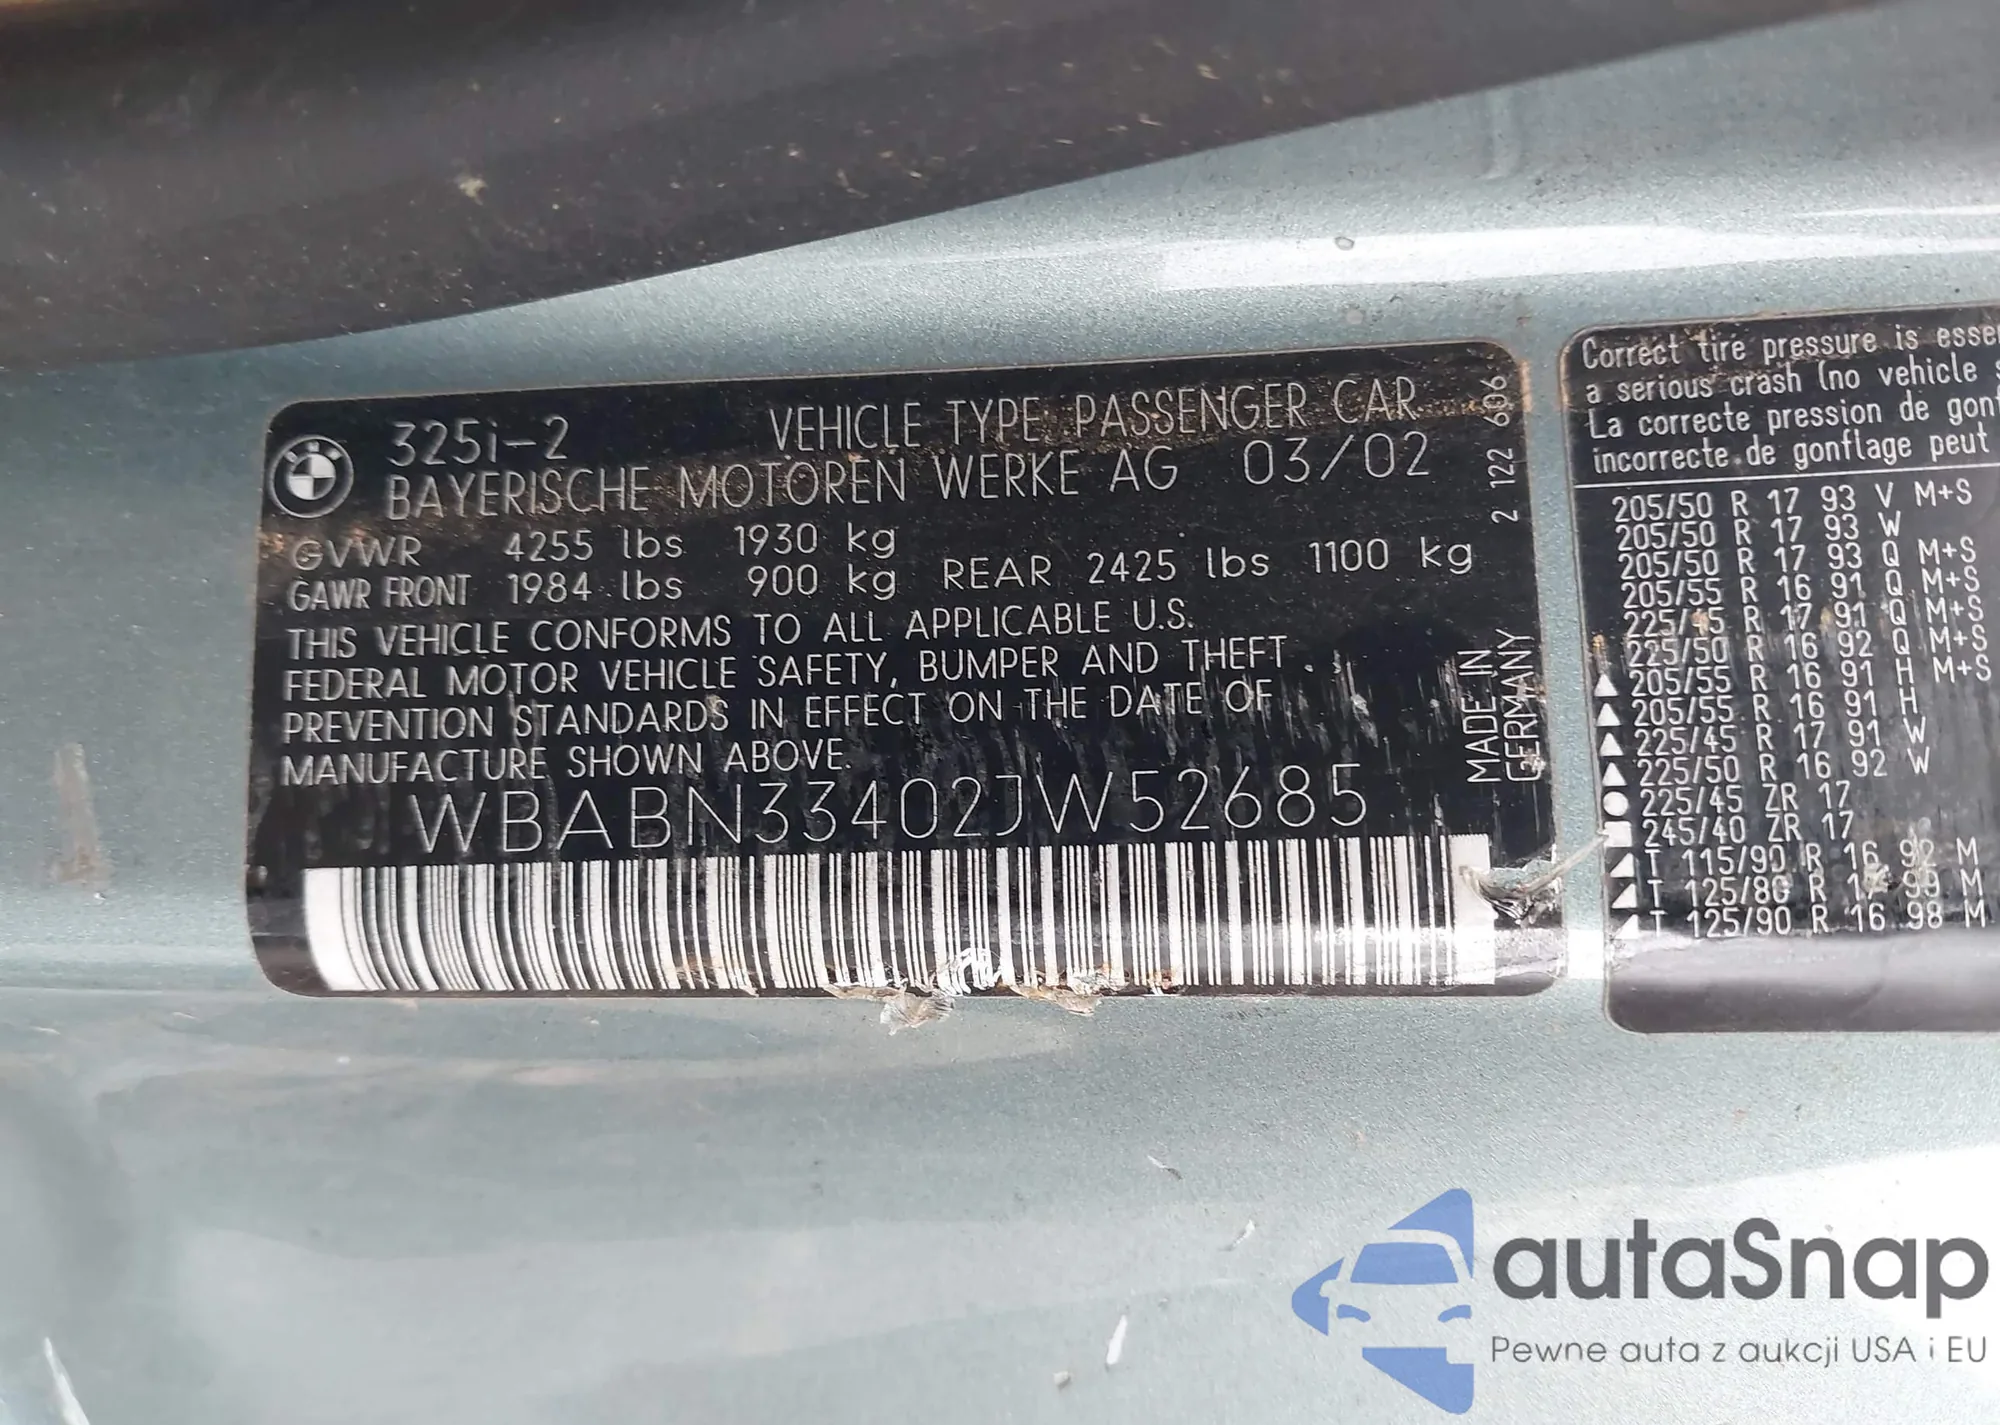 325i-2 VEHICLE TYPE PASSENGER CAR
BAYERISCHE MOTOREN WERKE AG 03/02
GVWR 4255 lbs 1930 kg
GAWR FRONT 1984 lbs 900 kg REAR 2425 lbs 1100 kg
THIS VEHICLE CONFORMS TO ALL APPLICABLE U.S.
FEDERAL MOTOR VEHICLE SAFETY, BUMPER AND THEFT
PREVENTION STANDARDS IN EFFECT ON THE DATE OF
MANUFACTURE SHOWN ABOVE.
WBABN33402JW52685
2 122 606
MADE IN
GERMANY
Correct tire pressure is
a serious crash (no vehicle
La correcte pression de
incorrecte de gonflage peut
205/50 R 17 93 V M+S
205/50 R 17 93 W
205/50 R 17 93 Q M+S
205/55 R 16 91 Q M+S
225/45 R 17 91 Q M+S
225/50 R 16 92 Q M+S
205/55 R 16 91 H M+S
205/55 R 16 91 H
225/45 R 17 91 W
225/50 R 16 92 W
225/45 ZR 17
245/40 ZR 17
T 115/90 R 16 92 M
T 125/80 R 17 99 M
T 125/90 R 16 98 M
autaSnap
Pewne auta z aukcji USA i EU